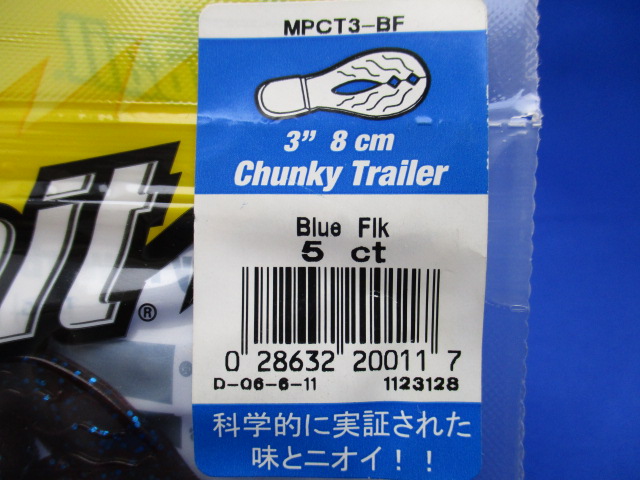 MPCT3-BF
3" 8 cm
Chunky Trailer
Blue Flk
5 ct
®
0 28632 20011 7
D-06-6-11 1123128
科学的に実証された
味とニオイ!!